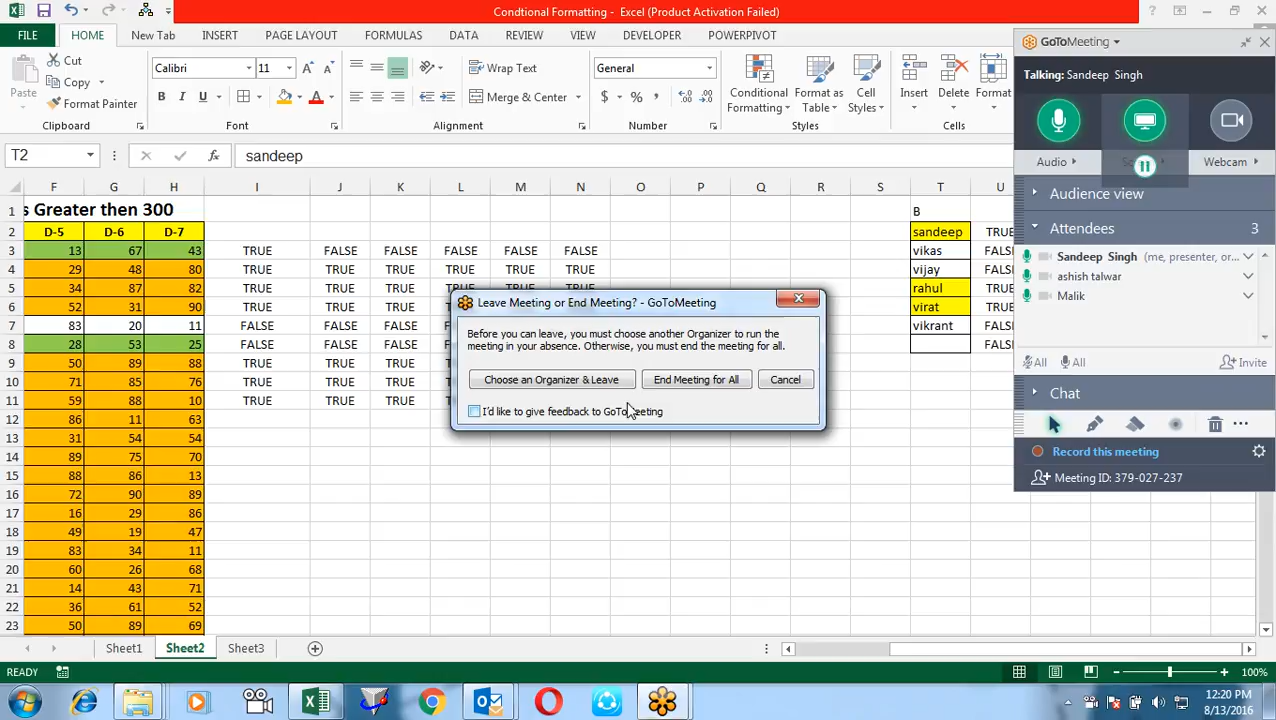 Condtional Formatting - Excel (Product Activation Failed)
FILE HOME New Tab INSERT PAGE LAYOUT FORMULAS DATA REVIEW VIEW DEVELOPER POWERPIVOT
Paste
Cut
Copy
Format Painter
Clipboard
Calibri 11
B I U
Font
Wrap Text
Merge & Center
Alignment
General
$ % ,
Number
Conditional Formatting
Format as Table
Cell Styles
Styles
Insert Delete Format
Cells
T2 fx sandeep
F G H I J K L M N O P Q R S T U
1 s Greater then 300 B
2 D-5 D-6 D-7 sandeep TRUE
3 13 67 43 TRUE FALSE FALSE FALSE FALSE FALSE vikas FALS
4 29 48 80 TRUE TRUE TRUE TRUE TRUE TRUE vijay FALS
5 34 87 82 TRUE TRUE rahul TRUE
6 52 31 90 TRUE TRUE virat TRUE
7 83 20 11 FALSE FALSE vikrant FALS
8 28 53 25 FALSE FALSE FALS
9 50 89 88 TRUE TRUE
10 71 85 76 TRUE TRUE
11 59 88 10 TRUE TRUE
12 86 11 63
13 31 54 54
14 89 75 70
15 88 86 13
16 72 90 89
17 16 29 86
18 49 19 47
19 83 34 11
20 60 26 68
21 14 43 71
22 36 61 52
23 50 89 69
Leave Meeting or End Meeting? - GoToMeeting
Before you can leave, you must choose another Organizer to run the
meeting in your absence. Otherwise, you must end the meeting for all.
Choose an Organizer & Leave End Meeting for All Cancel
I'd like to give feedback to GoToMeeting
GoToMeeting
Talking: Sandeep Singh
Audio Webcam
Audience view
Attendees 3
Sandeep Singh (me, presenter, or...
ashish talwar
Malik
All All Invite
Chat
Record this meeting
Meeting ID: 379-027-237
Sheet1 Sheet2 Sheet3
READY 100%
12:20 PM
8/13/2016